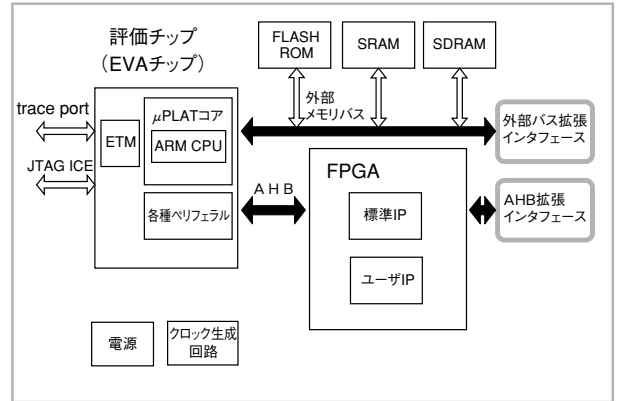 評価チップ
（EVAチップ）
FLASH
ROM
SRAM
SDRAM
trace port
JTAG ICE
ETM
μPLATコア
ARM CPU
各種ペリフェラル
外部
メモリバス
外部バス拡張
インタフェース
AHB
FPGA
標準IP
ユーザIP
AHB拡張
インタフェース
電源
クロック生成
回路